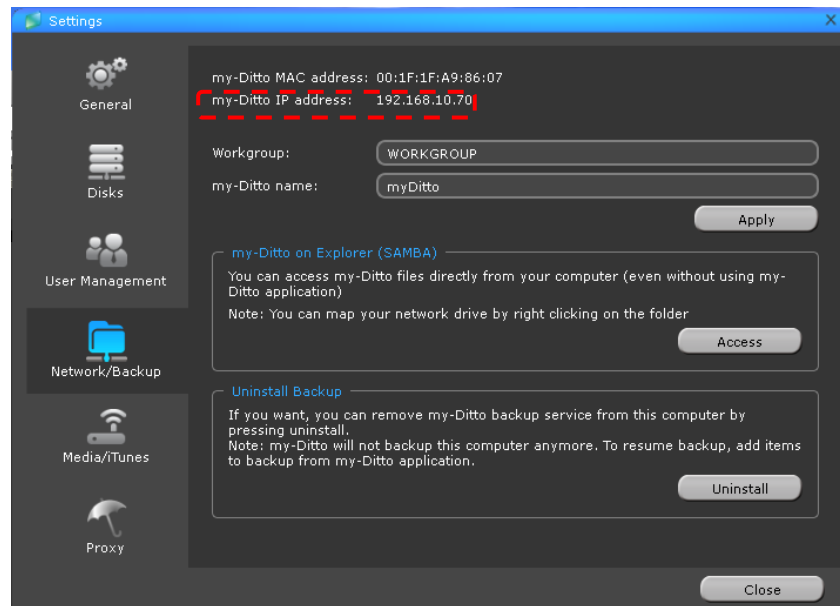 Settings
X
General
Disks
User Management
Network/Backup
Media/iTunes
Proxy
my-Ditto MAC address: 00:1F:1F:A9:86:07
my-Ditto IP address: 192.168.10.70
Workgroup: WORKGROUP
my-Ditto name: myDitto
Apply
my-Ditto on Explorer (SAMBA)
You can access my-Ditto files directly from your computer (even without using my-
Ditto application)
Note: You can map your network drive by right clicking on the folder
Access
Uninstall Backup
If you want, you can remove my-Ditto backup service from this computer by
pressing uninstall.
Note: my-Ditto will not backup this computer anymore. To resume backup, add items
to backup from my-Ditto application.
Uninstall
Close